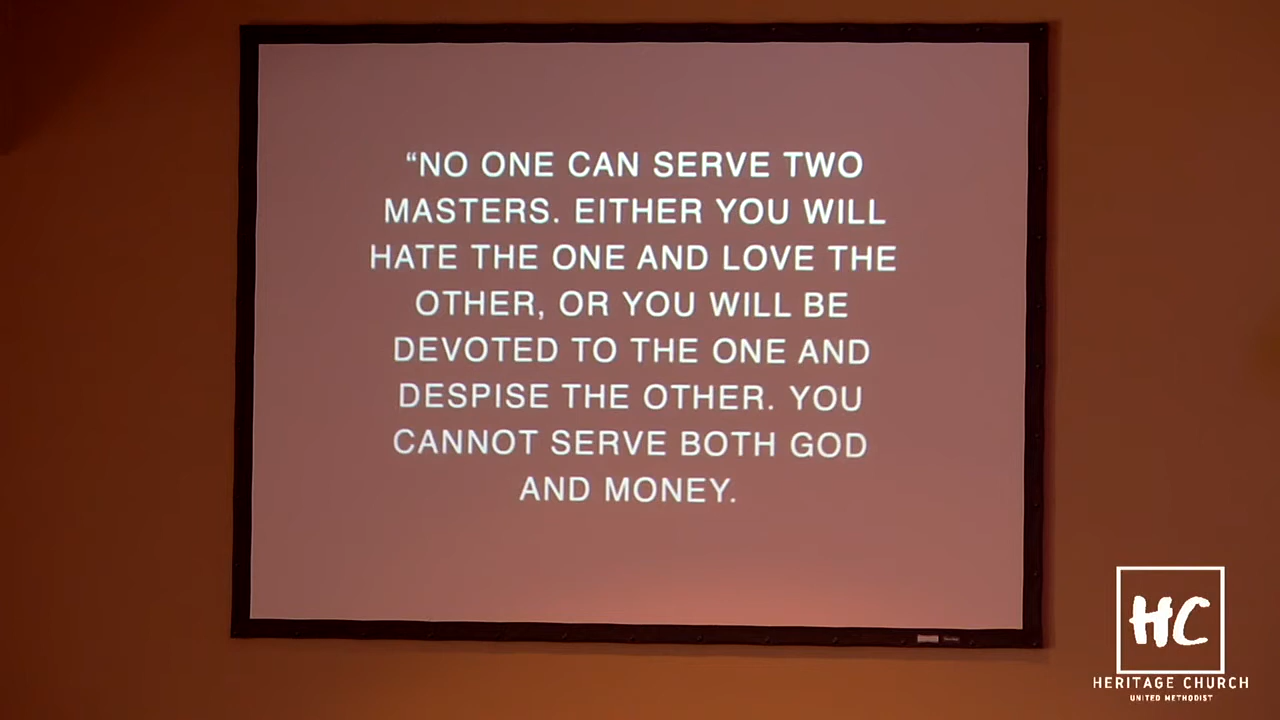 “NO ONE CAN SERVE TWO
MASTERS. EITHER YOU WILL
HATE THE ONE AND LOVE THE
OTHER, OR YOU WILL BE
DEVOTED TO THE ONE AND
DESPISE THE OTHER. YOU
CANNOT SERVE BOTH GOD
AND MONEY.
HC
HERITAGE CHURCH
UNITED METHODIST